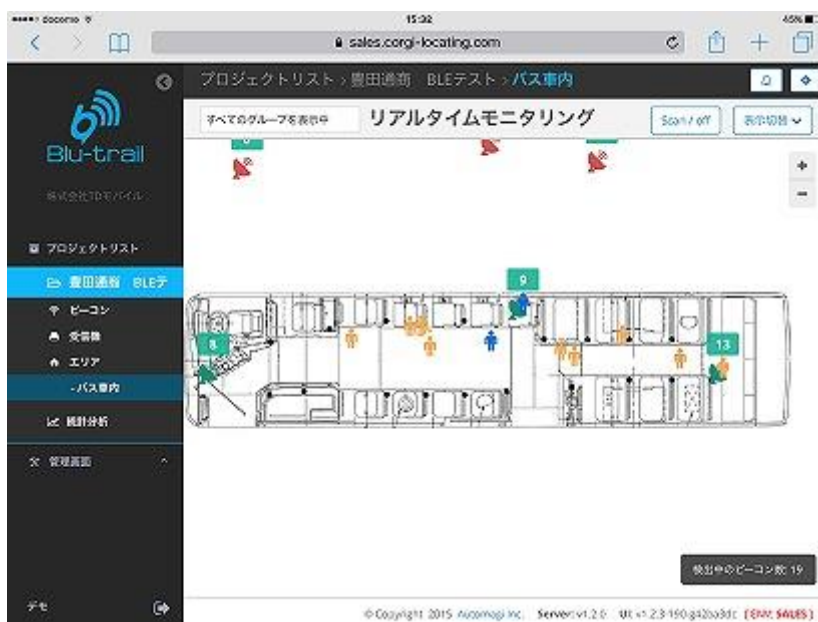 docomo
15:32
45%
sales.corgi-locating.com
プロジェクトリスト > 豊田通商 BLEテスト > バス車内
すべてのグループを表示中
リアルタイムモニタリング
Scan / off
表示切替
Blu-trail
株式会社TDモバイル
プロジェクトリスト
豊田通商 BLEテ
ビーコン
受信機
エリア
- バス車内
統計分析
管理画面
9
8
13
+
−
検出中のビーコン数: 19
デモ
© Copyright 2015 Automagi Inc. Server: v1.2.0 UI: v1.2.3-190-g42ba3dc [ENV: SALES]